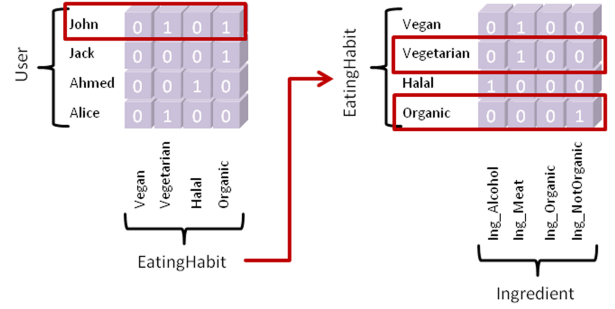 User
John 0 1 0 1
Jack 0 0 0 1
Ahmed 0 0 1 0
Alice 0 1 0 0
Vegan
Vegetarian
Halal
Organic
EatingHabit
EatingHabit
Vegan 0 1 0 0
Vegetarian 0 1 0 0
Halal 1 0 0 0
Organic 0 0 0 1
Ing_Alcohol
Ing_Meat
Ing_Organic
Ing_NotOrganic
Ingredient